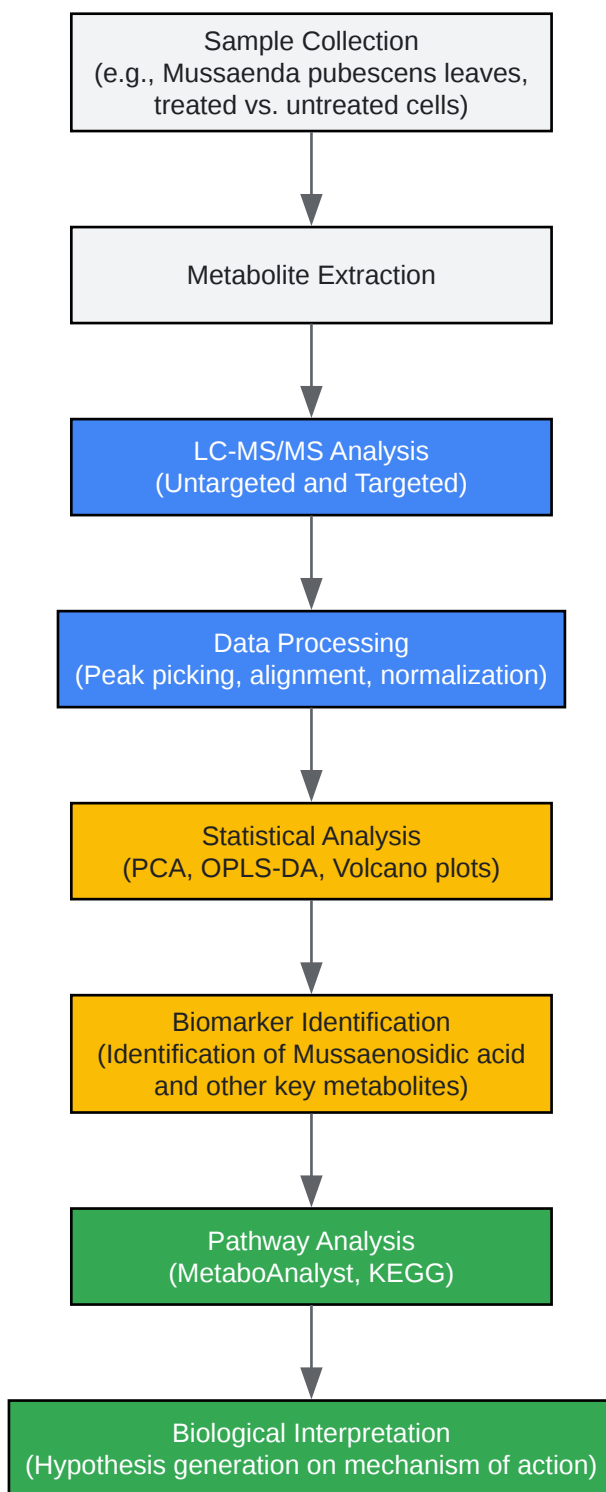 Sample Collection
(e.g., Mussaenda pubescens leaves,
treated vs. untreated cells)
Metabolite Extraction
LC-MS/MS Analysis
(Untargeted and Targeted)
Data Processing
(Peak picking, alignment, normalization)
Statistical Analysis
(PCA, OPLS-DA, Volcano plots)
Biomarker Identification
(Identification of Mussaenosidic acid
and other key metabolites)
Pathway Analysis
(MetaboAnalyst, KEGG)
Biological Interpretation
(Hypothesis generation on mechanism of action)